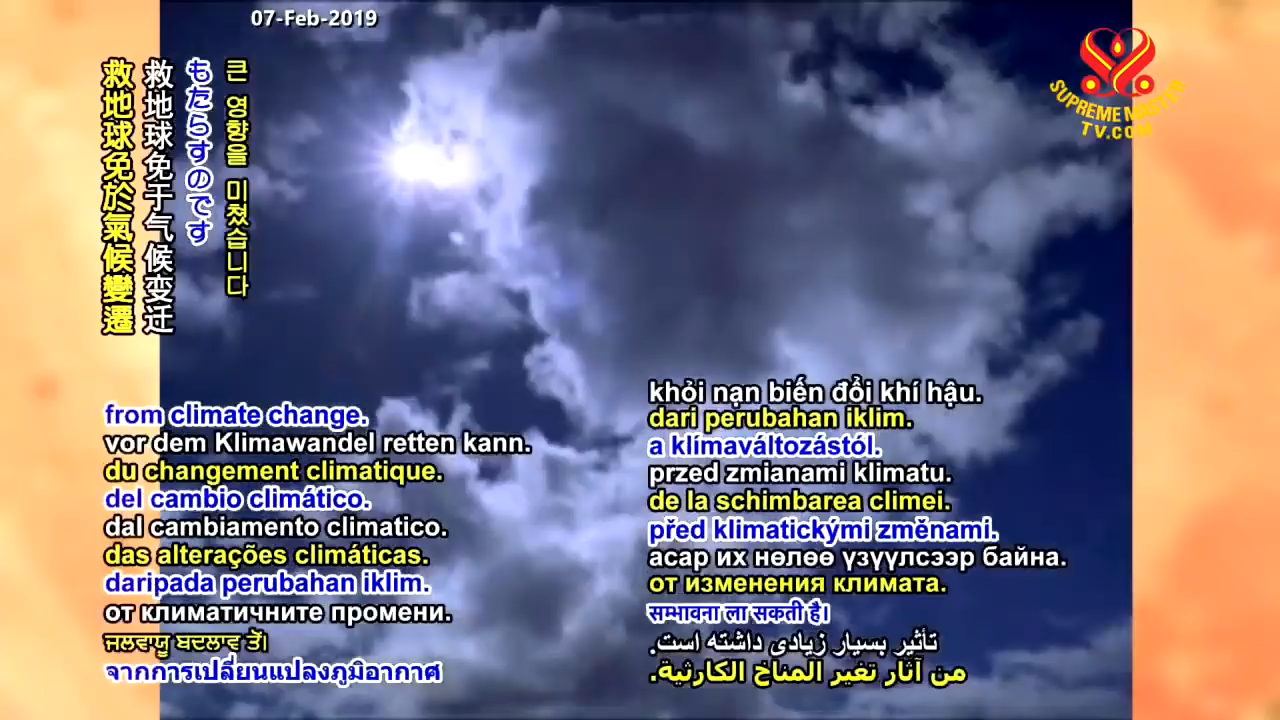 07-Feb-2019
SUPREME MASTER
TV.COM
救地球免於氣候變遷
救地球免于气候变迁
もたらすのです
큰 영향을 미쳤습니다
from climate change.
vor dem Klimawandel retten kann.
du changement climatique.
del cambio climático.
dal cambiamento climatico.
das alterações climáticas.
daripada perubahan iklim.
от климатичните промени.
ਜਲਵਾਯੂ ਬਦਲਾਵ ਤੋਂ।
จากการเปลี่ยนแปลงภูมิอากาศ
khỏi nạn biến đổi khí hậu.
dari perubahan iklim.
a klímaváltozástól.
przed zmianami klimatu.
de la schimbarea climei.
před klimatickými změnami.
асар их нөлөө үзүүлсээр байна.
от изменения климата.
सम्भावना ला सकती है।
تأثیر بسیار زیادی داشته است.
من آثار تغير المناخ الكارثية.